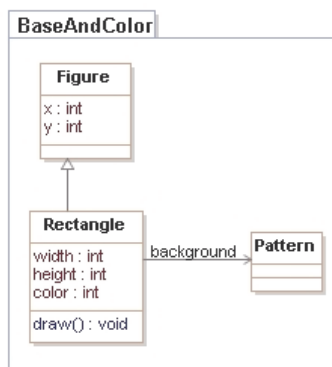 BaseAndColor
Figure
x : int
y : int
Rectangle
width : int
height : int
color : int
draw() : void
background
Pattern